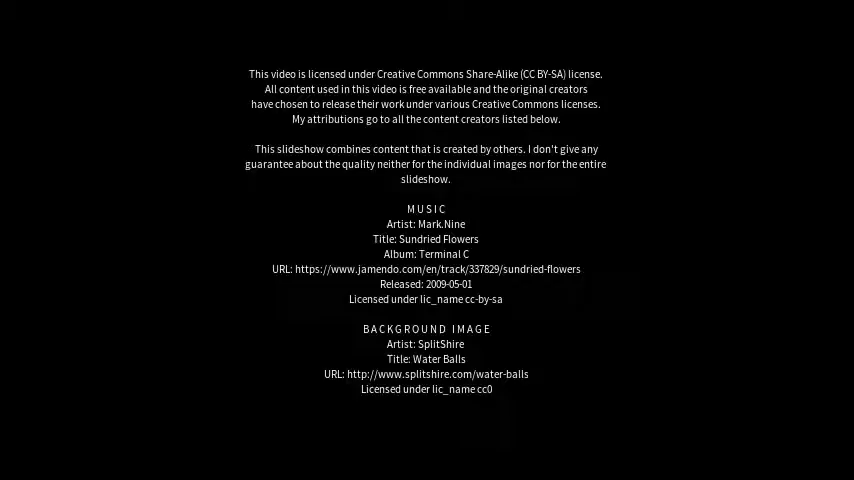 This video is licensed under Creative Commons Share-Alike (CC BY-SA) license.
All content used in this video is free available and the original creators
have chosen to release their work under various Creative Commons licenses.
My attributions go to all the content creators listed below.
This slideshow combines content that is created by others. I don't give any
guarantee about the quality neither for the individual images nor for the entire
slideshow.
MUSIC
Artist: Mark.Nine
Title: Sundried Flowers
Album: Terminal C
URL: https://www.jamendo.com/en/track/337829/sundried-flowers
Released: 2009-05-01
Licensed under lic_name cc-by-sa
BACKGROUND IMAGE
Artist: SplitShire
Title: Water Balls
URL: http://www.splitshire.com/water-balls
Licensed under lic_name cc0